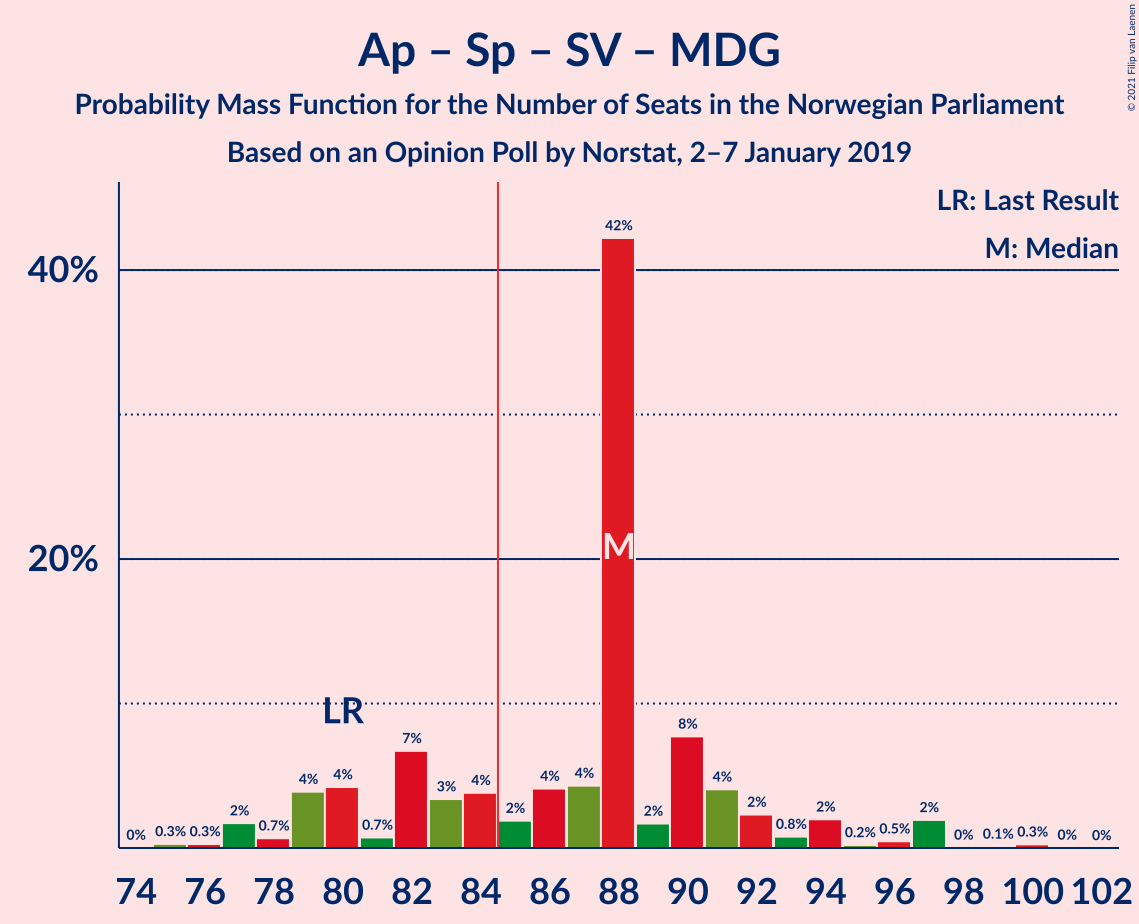 Ap – Sp – SV – MDG
Probability Mass Function for the Number of Seats in the Norwegian Parliament
Based on an Opinion Poll by Norstat, 2–7 January 2019
© 2021 Filip van Laenen
LR: Last Result
M: Median
40%
20%
LR
M
0% 0.3% 0.3% 2% 0.7% 4% 4% 0.7% 7% 3% 4% 2% 4% 4% 42% 2% 8% 4% 2% 0.8% 2% 0.2% 0.5% 2% 0% 0.1% 0.3% 0% 0%
74 76 78 80 82 84 86 88 90 92 94 96 98 100 102